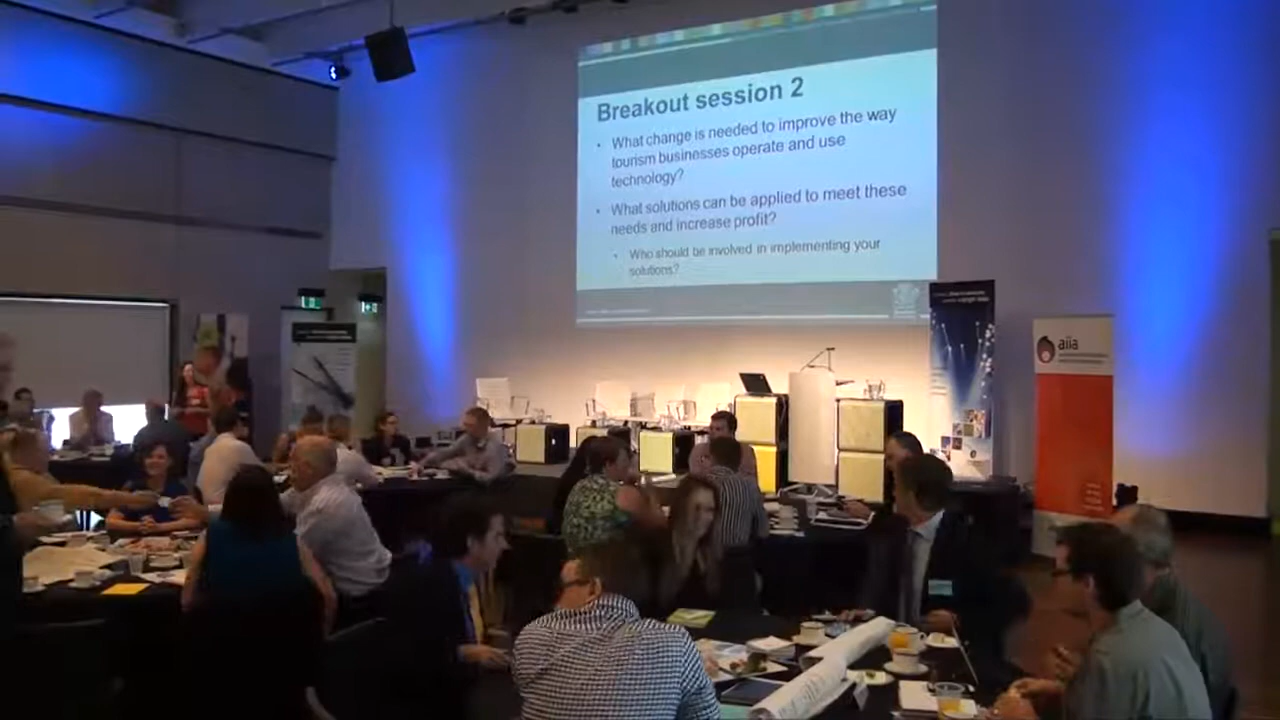 Breakout session 2
• What change is needed to improve the way
tourism businesses operate and use
technology?
• What solutions can be applied to meet these
needs and increase profit?
• Who should be involved in implementing your
solutions?
aiia